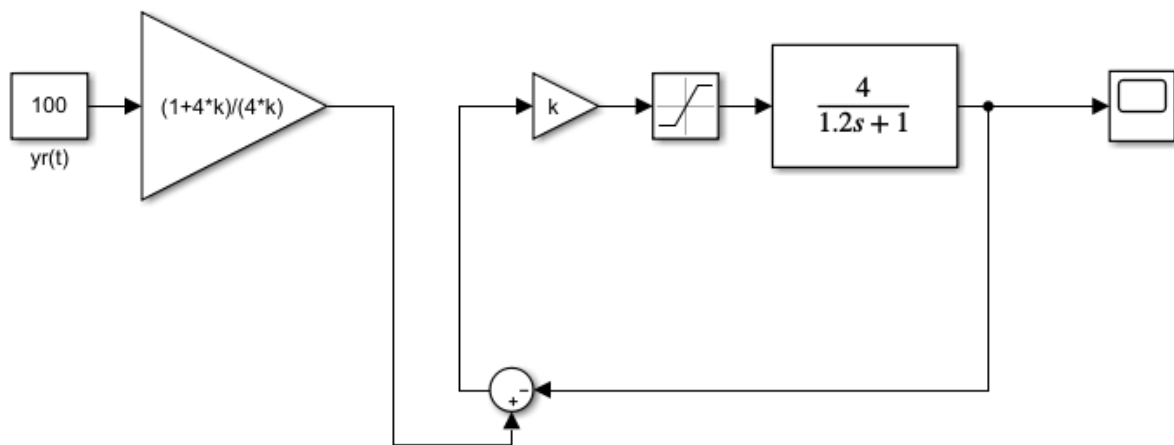 100
yr(t)
(1+4*k)/(4*k)
k
4
1.2s + 1
−
+